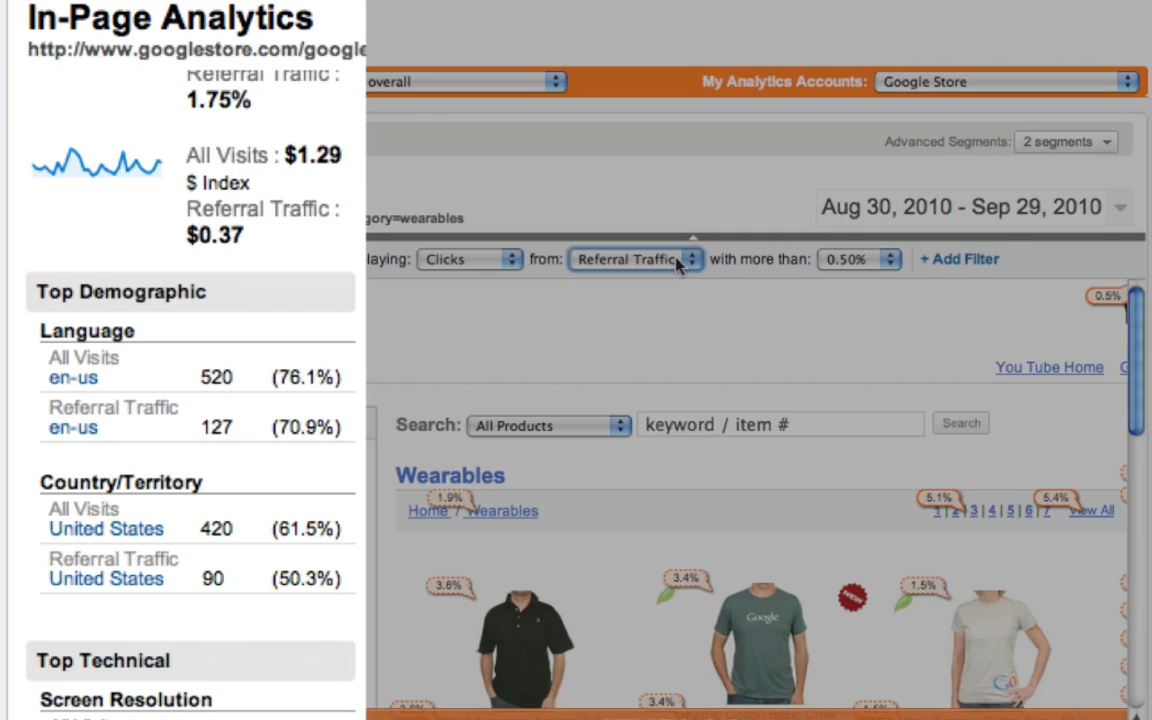 In-Page Analytics
http://www.googlestore.com/google
Referral Traffic :
1.75%
All Visits : $1.29
$ Index
Referral Traffic :
$0.37
Top Demographic
Language
All Visits
en-us 520 (76.1%)
Referral Traffic
en-us 127 (70.9%)
Country/Territory
All Visits
United States 420 (61.5%)
Referral Traffic
United States 90 (50.3%)
Top Technical
Screen Resolution
overall
My Analytics Accounts: Google Store
Advanced Segments: 2 segments
gory=wearables
Aug 30, 2010 - Sep 29, 2010
laying: Clicks from: Referral Traffic with more than: 0.50% + Add Filter
0.5%
You Tube Home G
Search: All Products keyword / item # Search
Wearables
1.9% 5.1% 5.4%
Home / Wearables 1|2|3|4|5|6|7 View All
3.6% 3.4% NEW 1.5%
Google
Go
3.4%